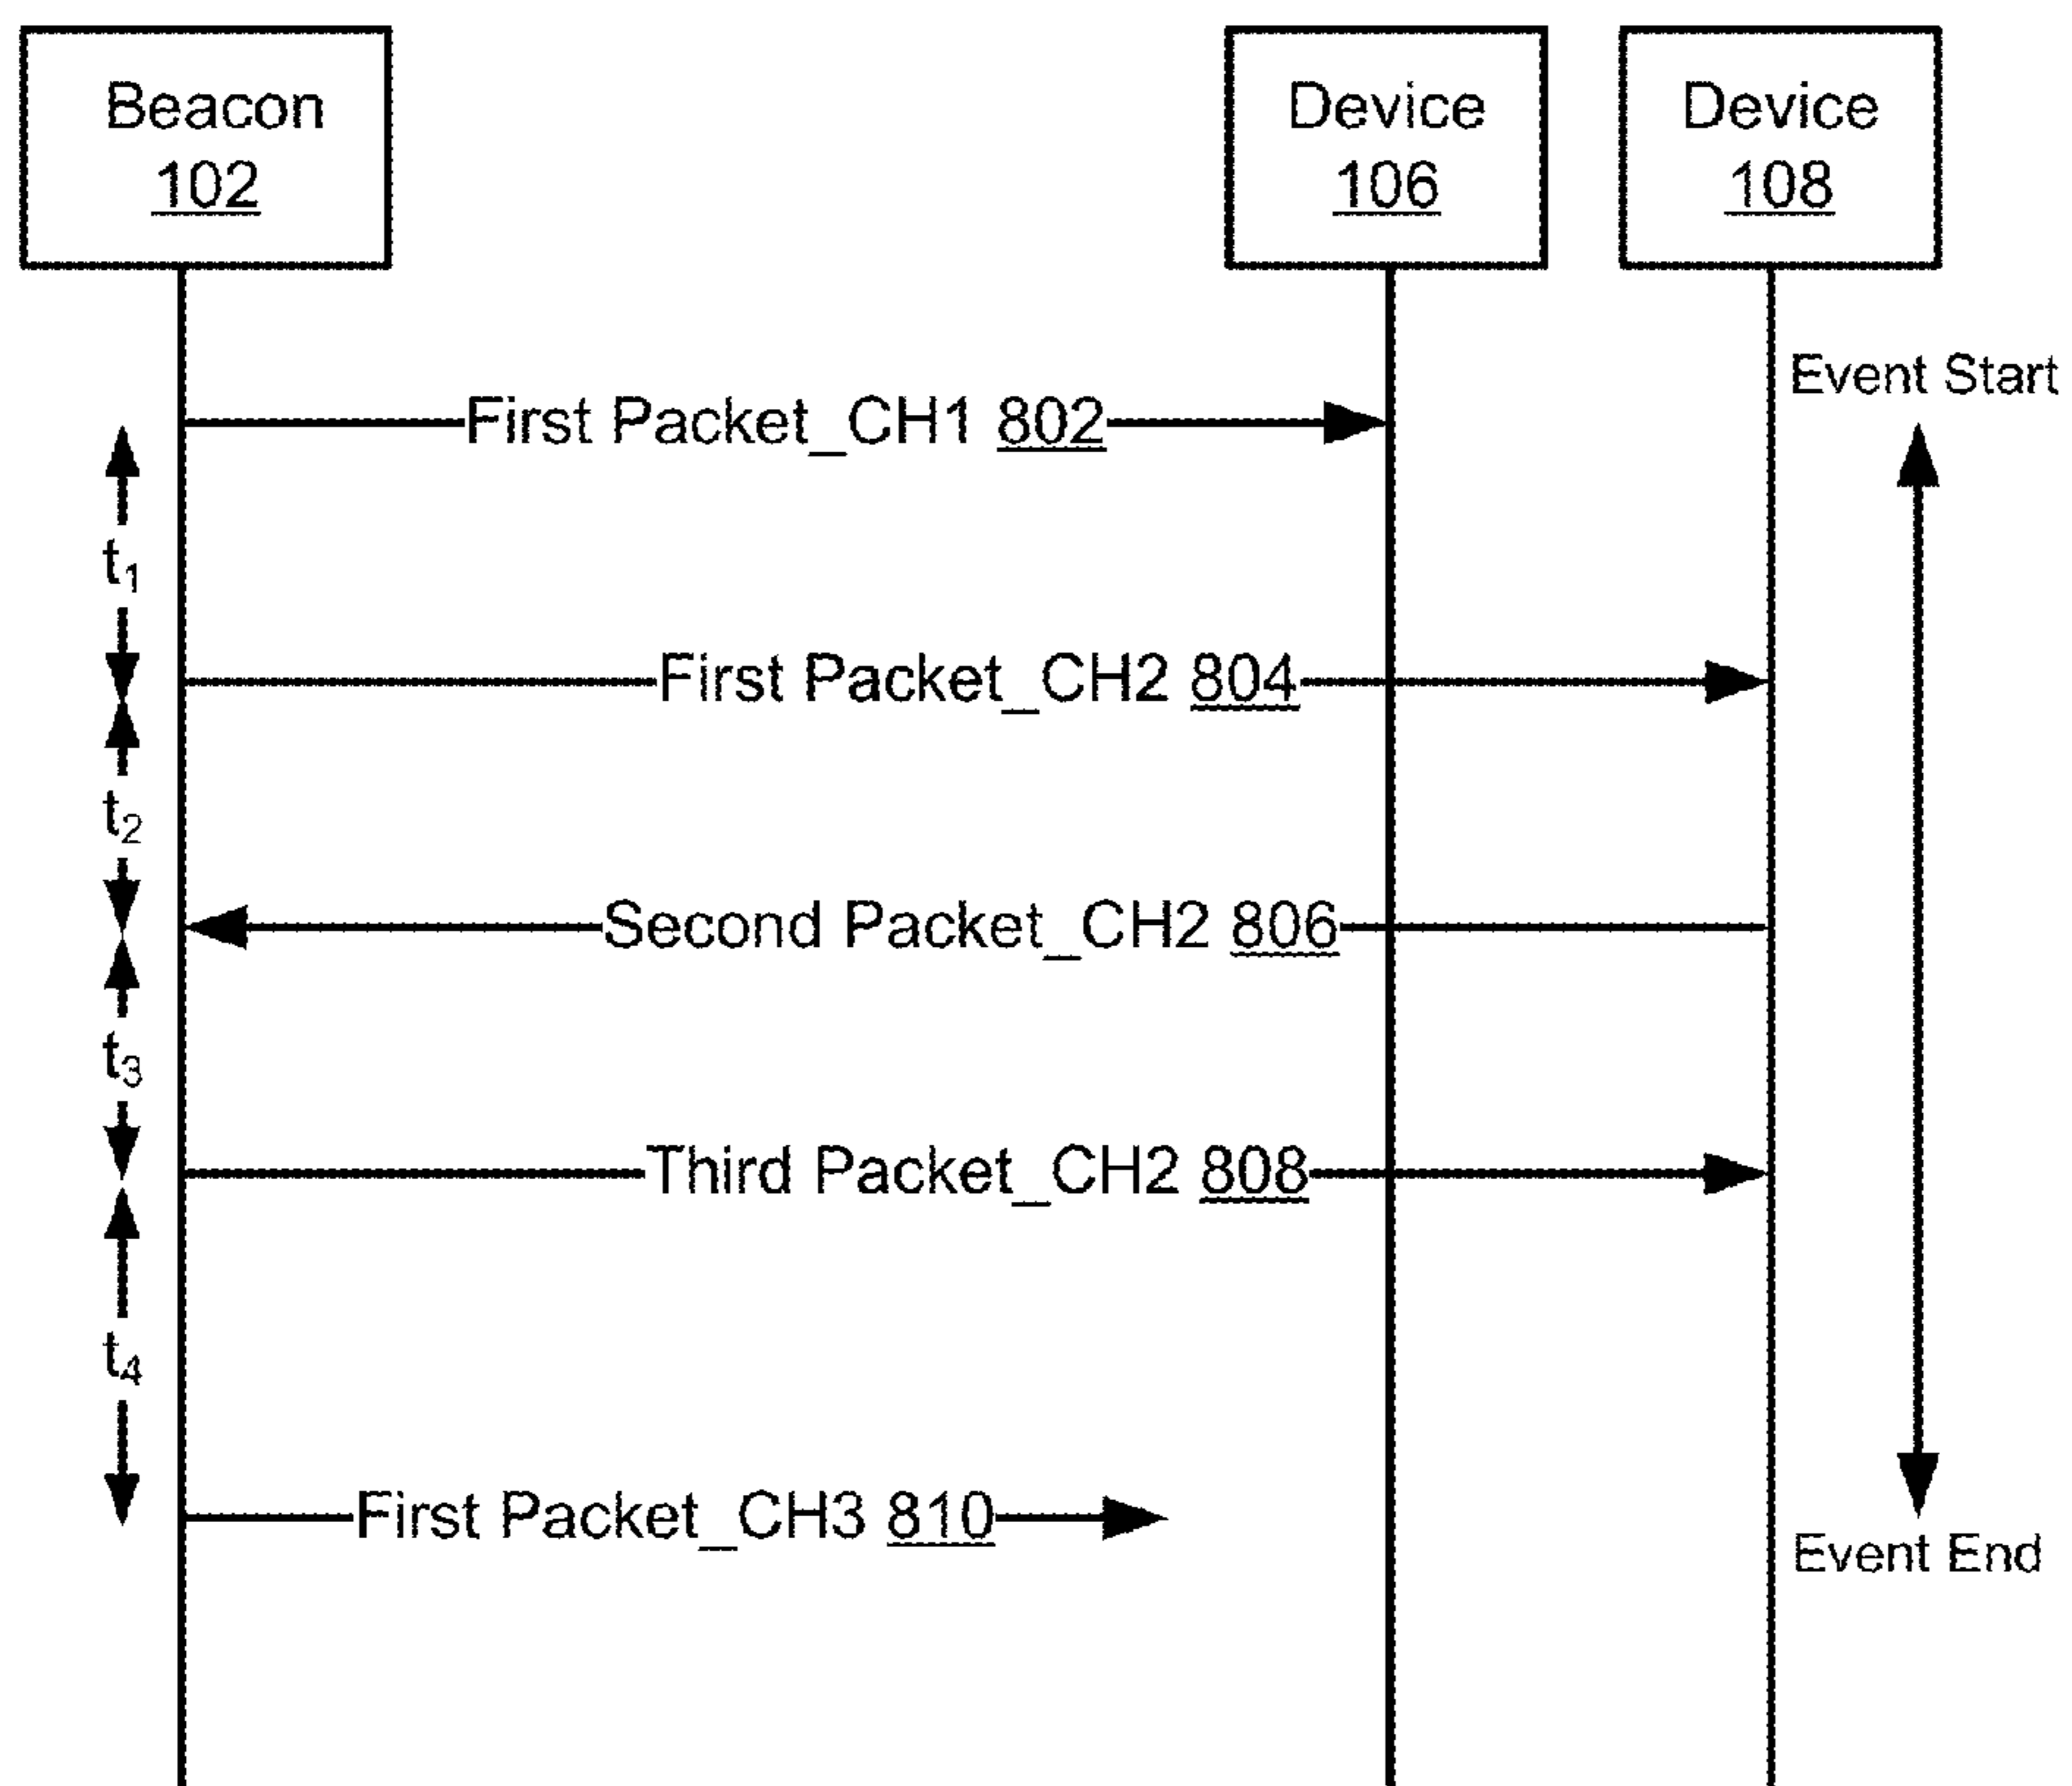 Beacon
102
Device
106
Device
108
Event Start
First Packet_CH1 802
t1
First Packet_CH2 804
t2
Second Packet_CH2 806
t3
Third Packet_CH2 808
t4
First Packet_CH3 810
Event End